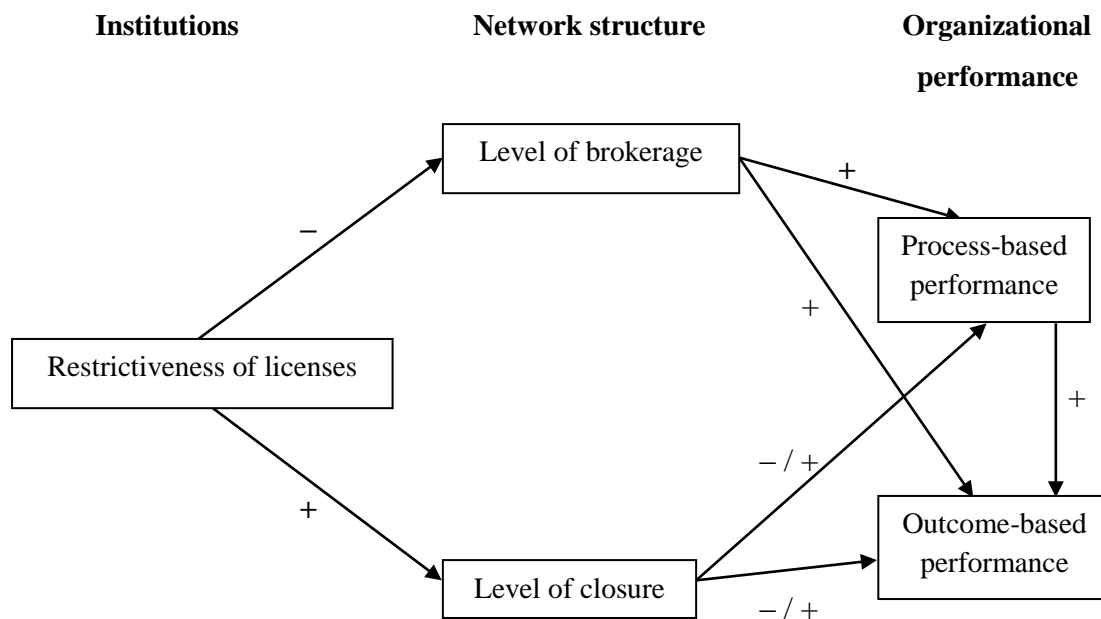 Institutions
Network structure
Organizational
performance
Level of brokerage
+
–
Process-based
performance
+
Restrictiveness of licenses
+
– / +
+
Outcome-based
performance
Level of closure
– / +